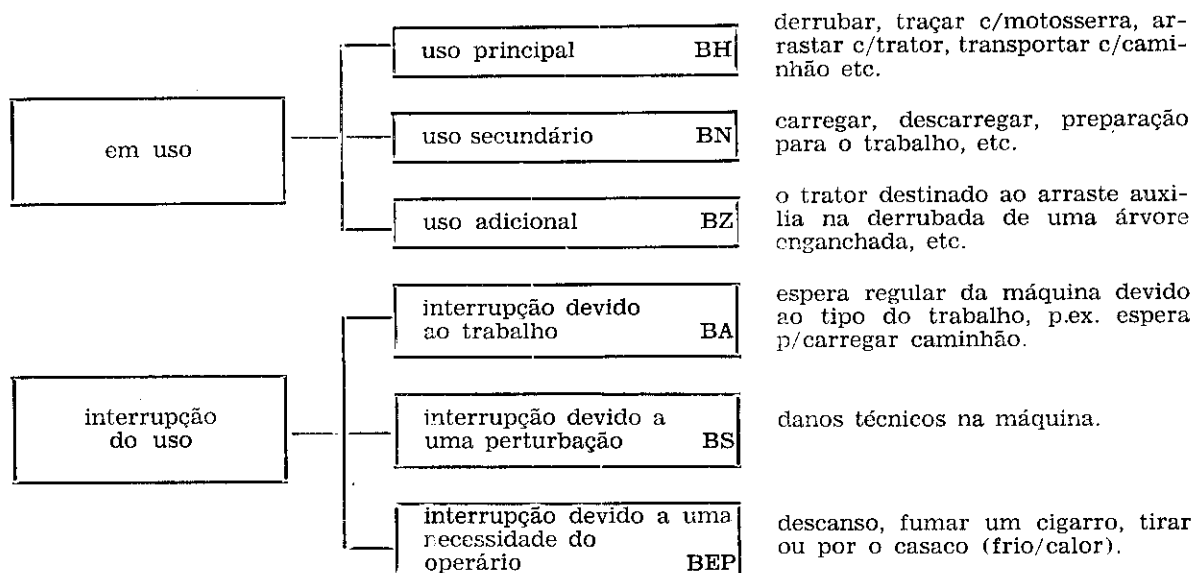 em uso
uso principal BH
derrubar, traçar c/motosserra, ar-
rastar c/trator, transportar c/cami-
nhão etc.
uso secundário BN
carregar, descarregar, preparação
para o trabalho, etc.
uso adicional BZ
o trator destinado ao arraste auxi-
lia na derrubada de uma árvore
enganchada, etc.
interrupção
do uso
interrupção devido
ao trabalho BA
espera regular da máquina devido
ao tipo do trabalho, p.ex. espera
p/carregar caminhão.
interrupção devido a
uma perturbação BS
danos técnicos na máquina.
interrupção devido a uma
necessidade do
operário BEP
descanso, fumar um cigarro, tirar
ou por o casaco (frio/calor).